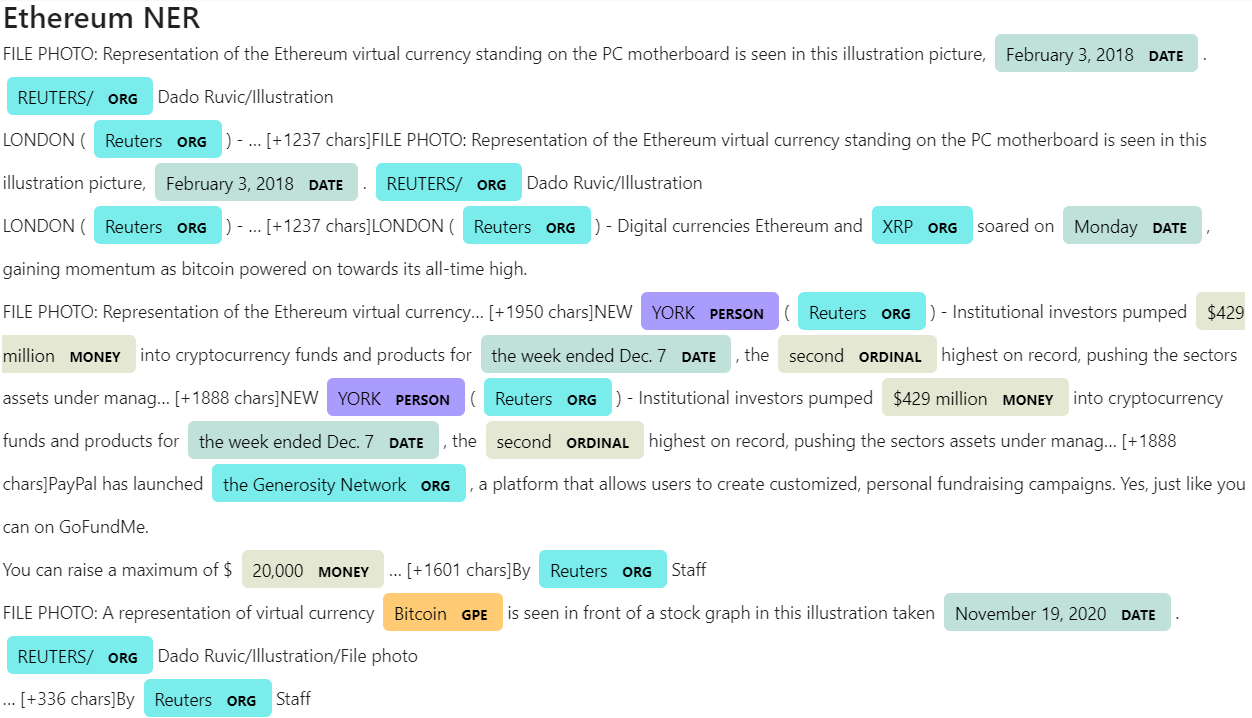 Ethereum NER
FILE PHOTO: Representation of the Ethereum virtual currency standing on the PC motherboard is seen in this illustration picture, February 3, 2018 DATE .
REUTERS/ ORG Dado Ruvic/Illustration
LONDON ( Reuters ORG ) - … [+1237 chars]FILE PHOTO: Representation of the Ethereum virtual currency standing on the PC motherboard is seen in this
illustration picture, February 3, 2018 DATE . REUTERS/ ORG Dado Ruvic/Illustration
LONDON ( Reuters ORG ) - … [+1237 chars]LONDON ( Reuters ORG ) - Digital currencies Ethereum and XRP ORG soared on Monday DATE ,
gaining momentum as bitcoin powered on towards its all-time high.
FILE PHOTO: Representation of the Ethereum virtual currency… [+1950 chars]NEW YORK PERSON ( Reuters ORG ) - Institutional investors pumped $429
million MONEY into cryptocurrency funds and products for the week ended Dec. 7 DATE , the second ORDINAL highest on record, pushing the sectors
assets under manag… [+1888 chars]NEW YORK PERSON ( Reuters ORG ) - Institutional investors pumped $429 million MONEY into cryptocurrency
funds and products for the week ended Dec. 7 DATE , the second ORDINAL highest on record, pushing the sectors assets under manag… [+1888
chars]PayPal has launched the Generosity Network ORG , a platform that allows users to create customized, personal fundraising campaigns. Yes, just like you
can on GoFundMe.
You can raise a maximum of $ 20,000 MONEY … [+1601 chars]By Reuters ORG Staff
FILE PHOTO: A representation of virtual currency Bitcoin GPE is seen in front of a stock graph in this illustration taken November 19, 2020 DATE .
REUTERS/ ORG Dado Ruvic/Illustration/File photo
… [+336 chars]By Reuters ORG Staff